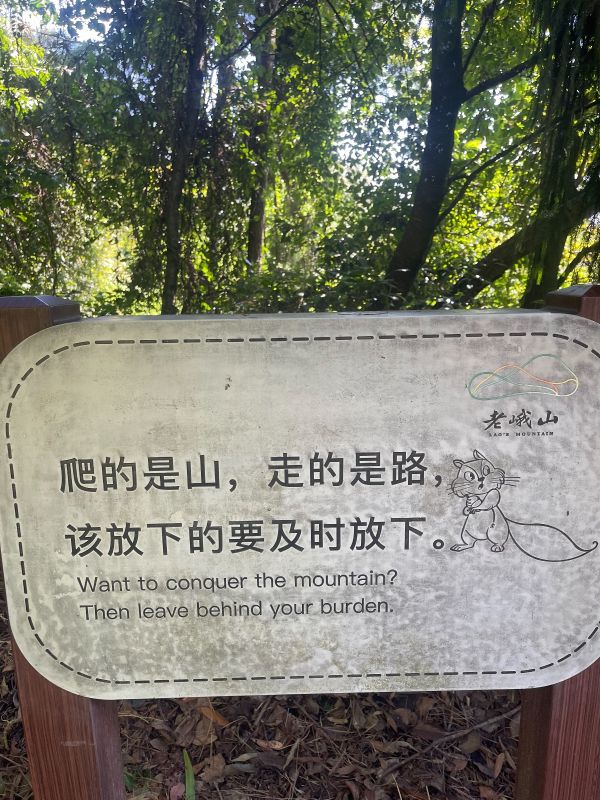 老峨山
LAO'E MOUNTAIN
爬的是山，走的是路，
该放下的要及时放下。
Want to conquer the mountain?
Then leave behind your burden.